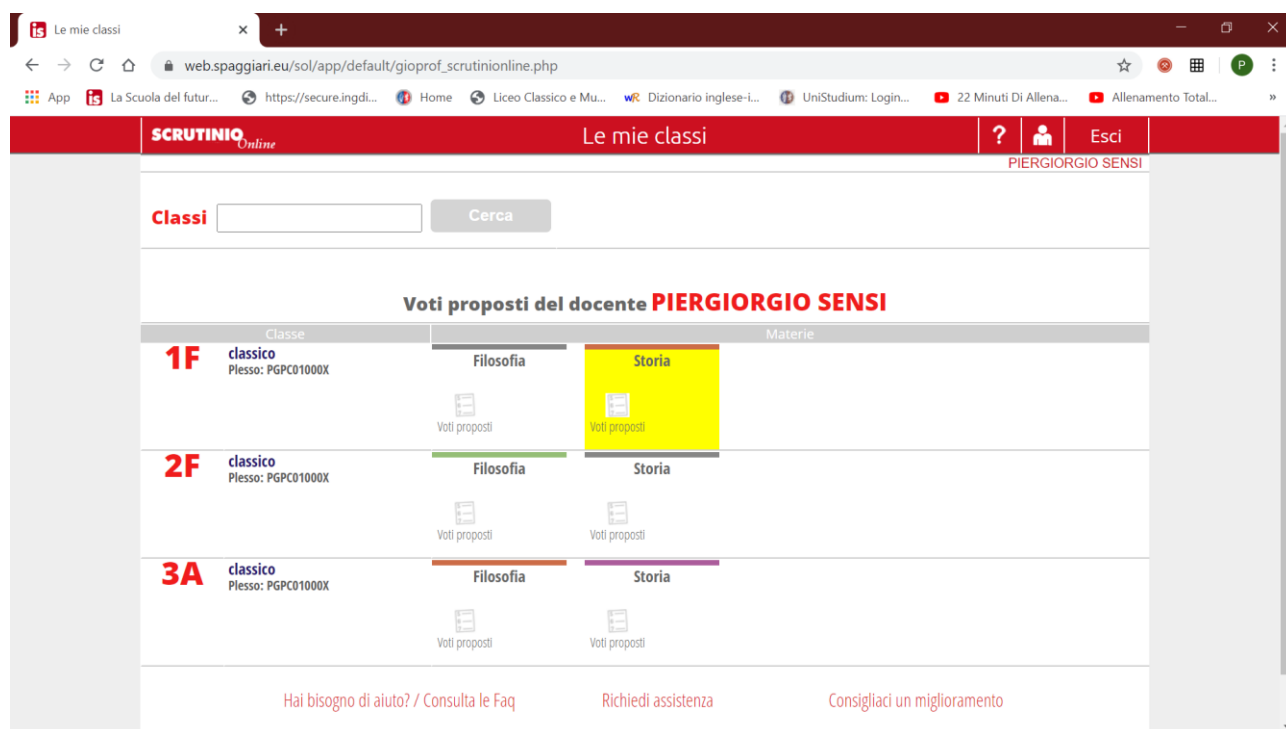 Le mie classi
web.spaggiari.eu/sol/app/default/gioprof_scrutinionline.php
P
App La Scuola del futur... https://secure.ingdi... Home Liceo Classico e Mu... WR Dizionario inglese-i... UniStudium: Login... 22 Minuti Di Allena... Allenamento Total... »
SCRUTINIO Online Le mie classi ? Esci
PIERGIORGIO SENSI
Classi Cerca
Voti proposti del docente PIERGIORGIO SENSI
Classe Materie
1F classico Filosofia Storia
Plesso: PGPC01000X
Voti proposti Voti proposti
2F classico Filosofia Storia
Plesso: PGPC01000X
Voti proposti Voti proposti
3A classico Filosofia Storia
Plesso: PGPC01000X
Voti proposti Voti proposti
Hai bisogno di aiuto? / Consulta le Faq Richiedi assistenza Consigliaci un miglioramento